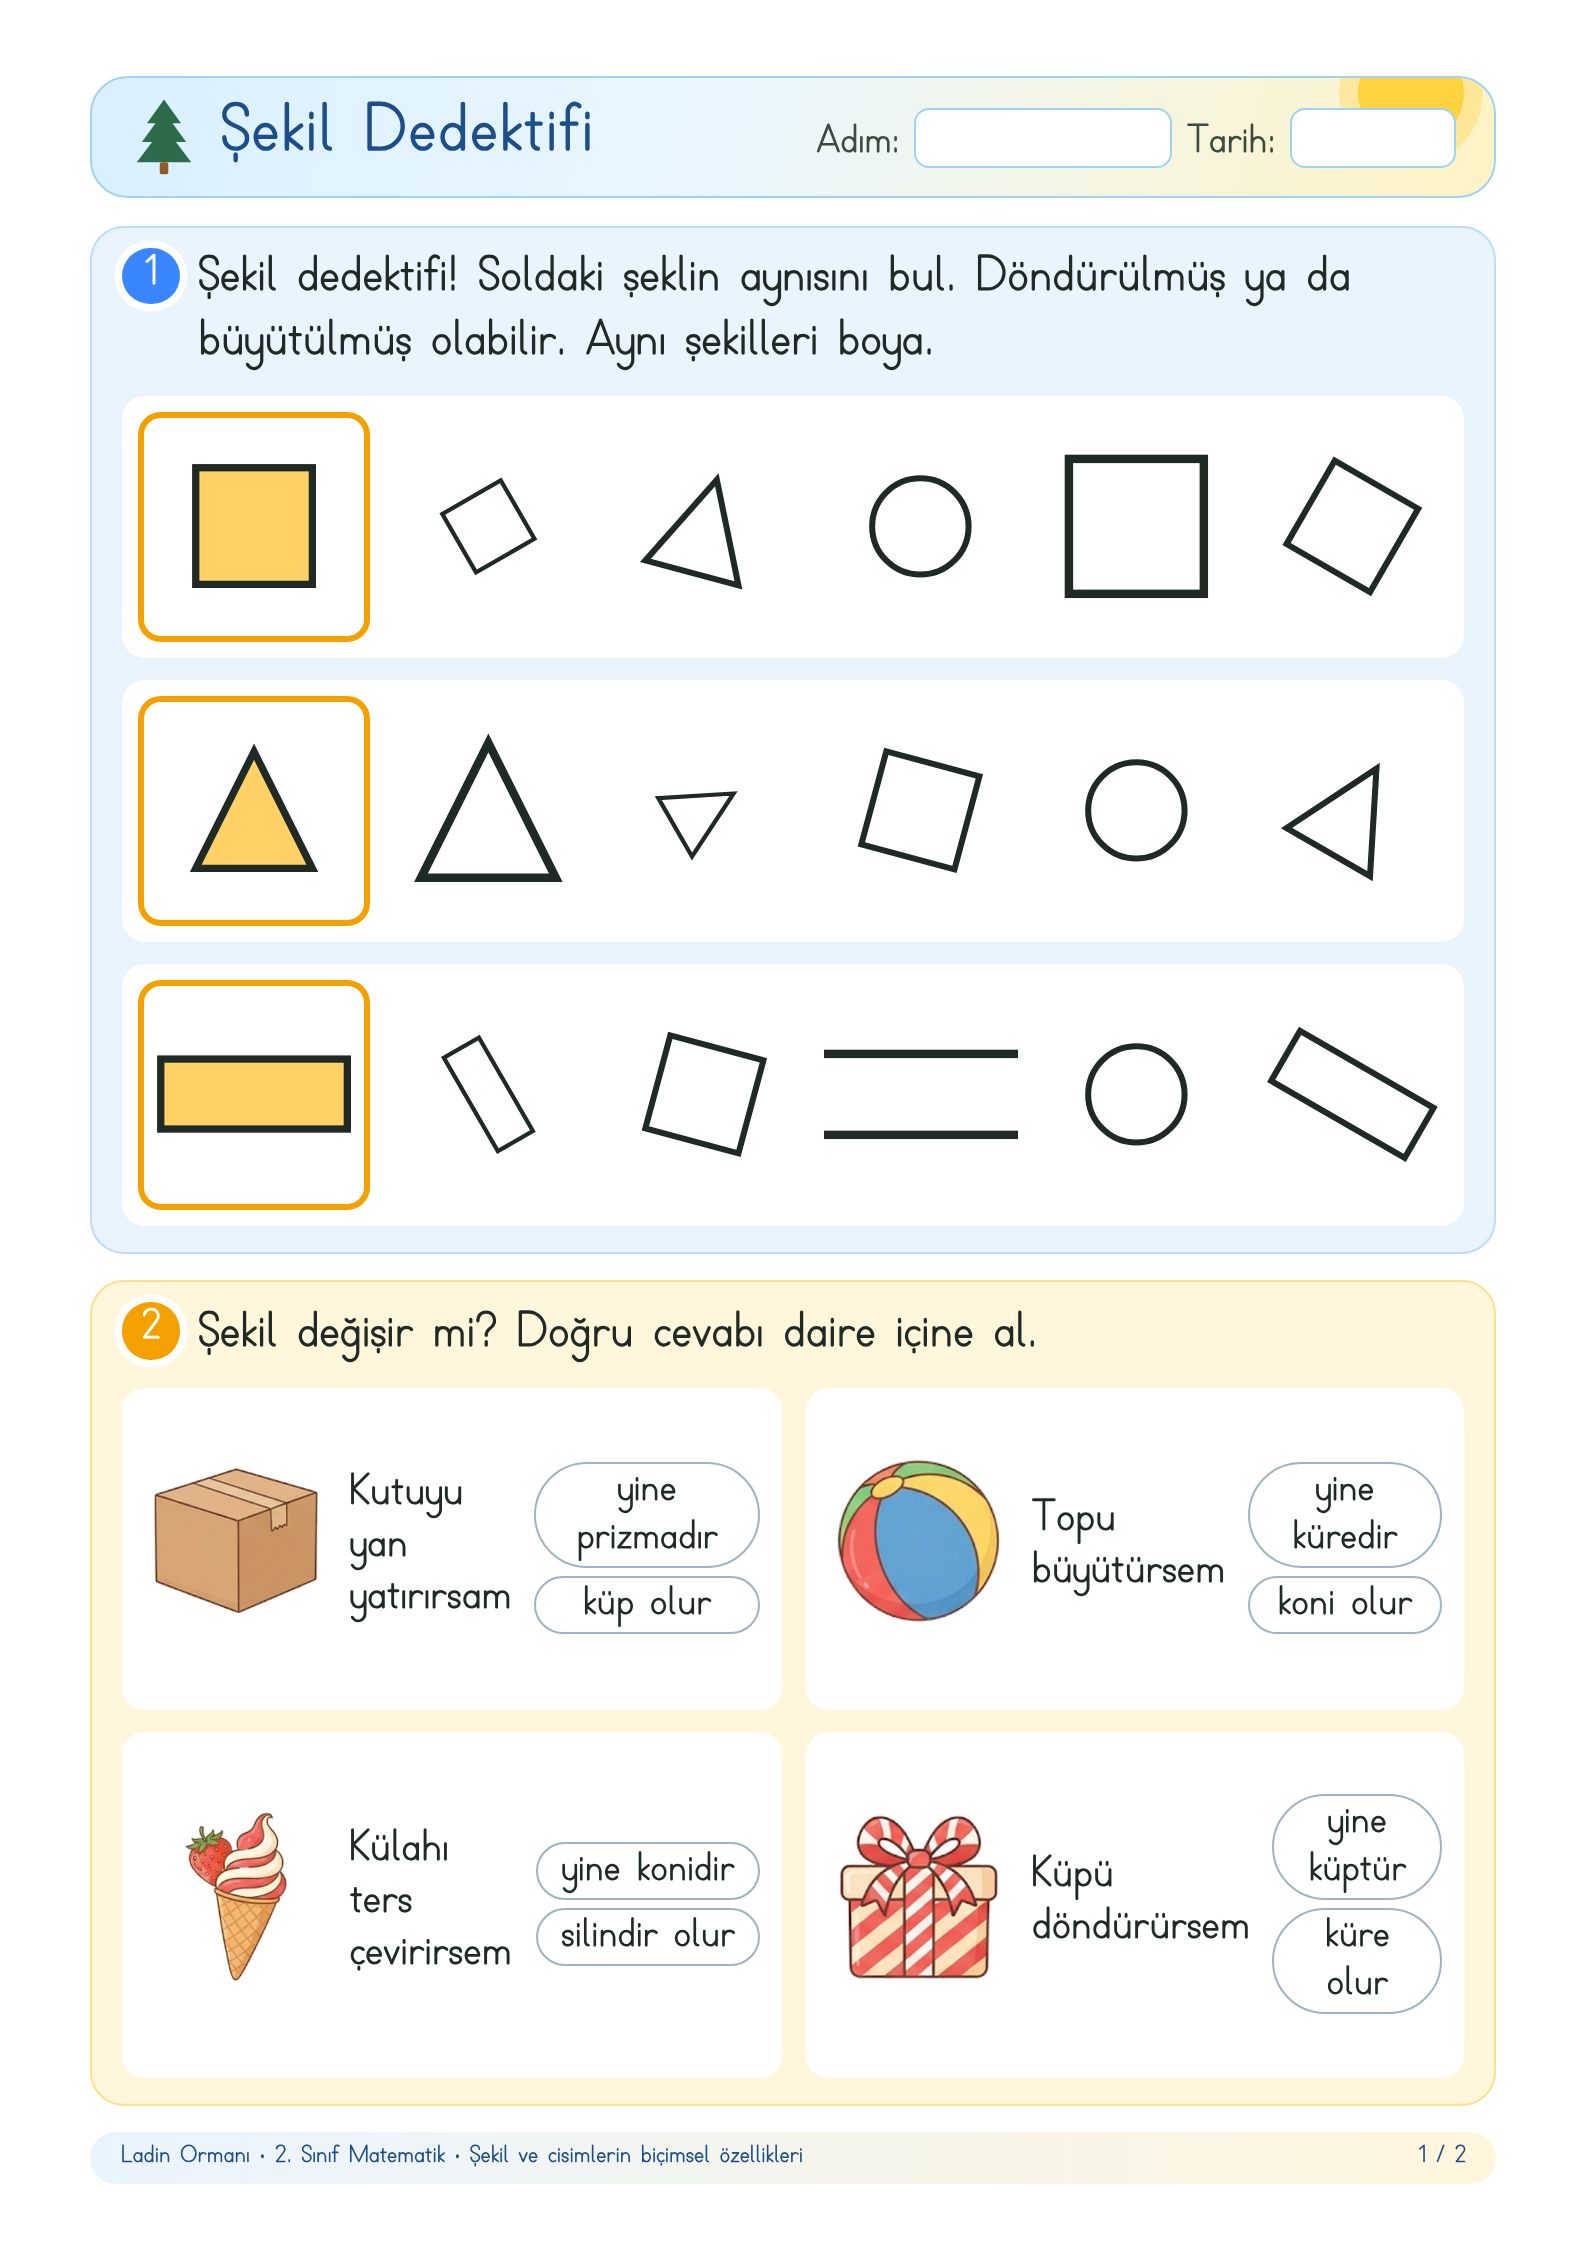 Şekil Dedektifi
Adım:
Tarih:
1
Şekil dedektifi! Soldaki şeklin aynısını bul. Döndürülmüş ya da
büyütülmüş olabilir. Aynı şekilleri boya.
2
Şekil değişir mi? Doğru cevabı daire içine al.
Kutuyu
yan
yatırırsam
yine
prizmadır
küp olur
Topu
büyütürsem
yine
küredir
koni olur
Külahı
ters
çevirirsem
yine konidir
silindir olur
Küpü
döndürürsem
yine
küptür
küre
olur
Ladin Ormanı • 2. Sınıf Matematik • Şekil ve cisimlerin biçimsel özellikleri
1 / 2